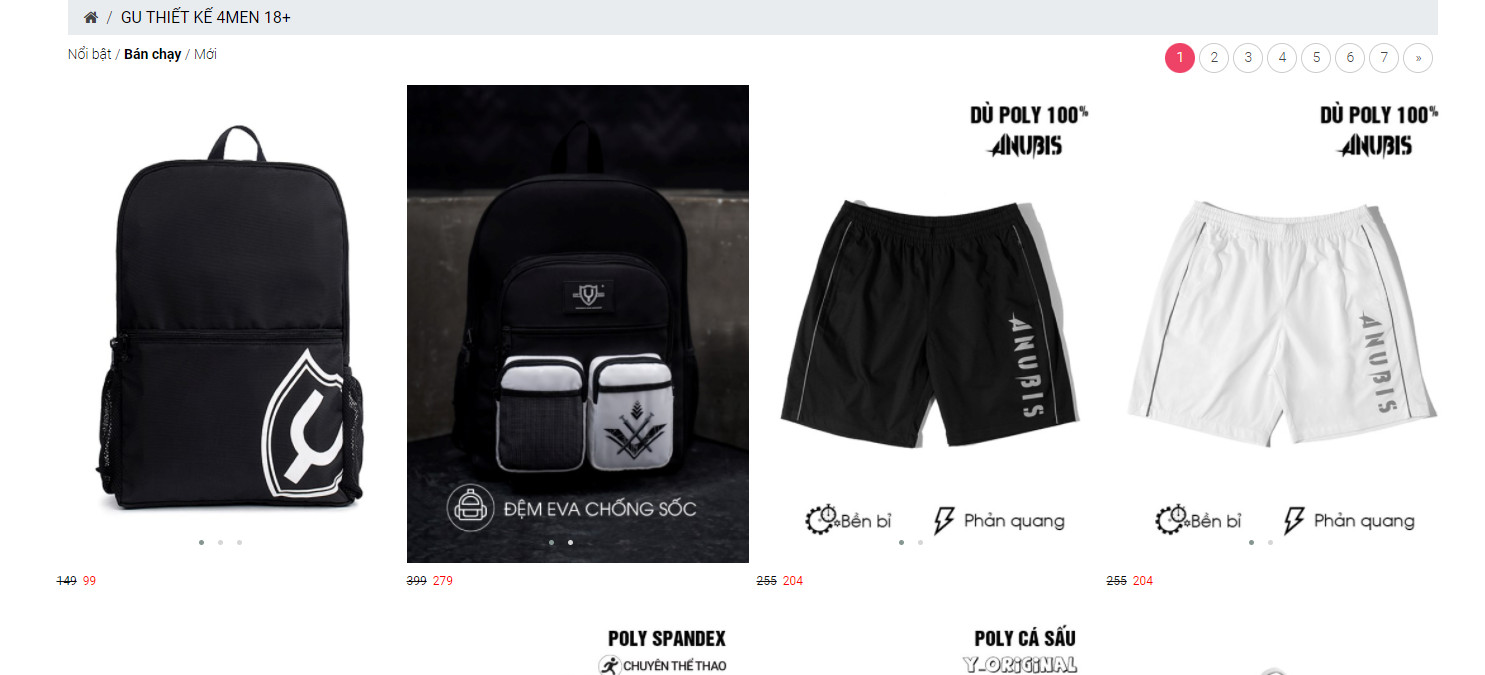 / GU THIẾT KẾ 4MEN 18+
Nổi bật / Bán chạy / Mới
1 2 3 4 5 6 7 »
DÙ POLY 100%
ANUBIS
DÙ POLY 100%
ANUBIS
ANUBIS
ANUBIS
ĐỆM EVA CHỐNG SỐC
Bền bỉ
Phản quang
Bền bỉ
Phản quang
149 99
399 279
255 204
255 204
POLY SPANDEX
CHUYÊN THỂ THAO
POLY CÁ SẤU
Y_ORIGINAL